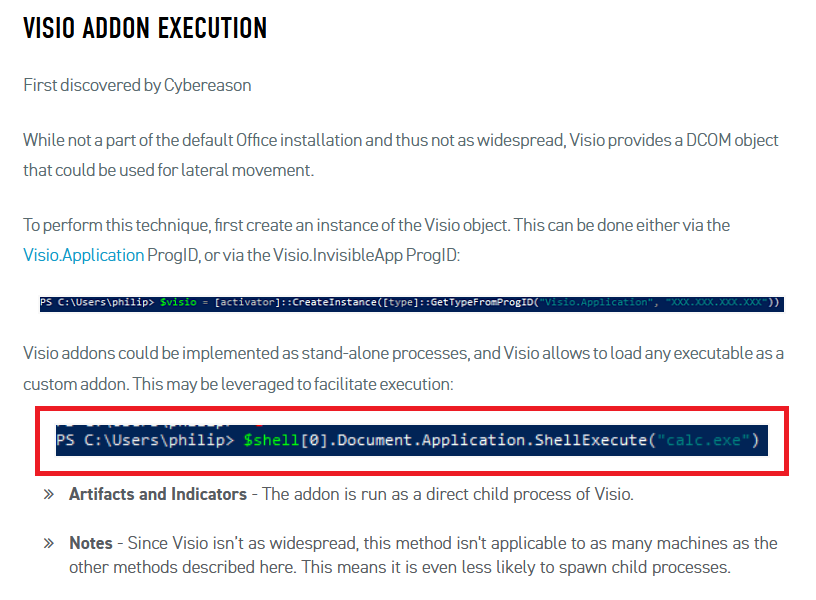 VISIO ADDON EXECUTION
First discovered by Cybereason
While not a part of the default Office installation and thus not as widespread, Visio provides a DCOM object
that could be used for lateral movement.
To perform this technique, first create an instance of the Visio object. This can be done either via the
Visio.Application ProgID, or via the Visio.InvisibleApp ProgID:
PS C:\Users\philip> $visio = [activator]::CreateInstance([type]::GetTypeFromProgID("Visio.Application", "XXX.XXX.XXX.XXX"))
Visio addons could be implemented as stand-alone processes, and Visio allows to load any executable as a
custom addon. This may be leveraged to facilitate execution:
PS C:\Users\philip> $shell[0].Document.Application.ShellExecute("calc.exe")
» Artifacts and Indicators - The addon is run as a direct child process of Visio.
» Notes - Since Visio isn't as widespread, this method isn't applicable to as many machines as the
other methods described here. This means it is even less likely to spawn child processes.